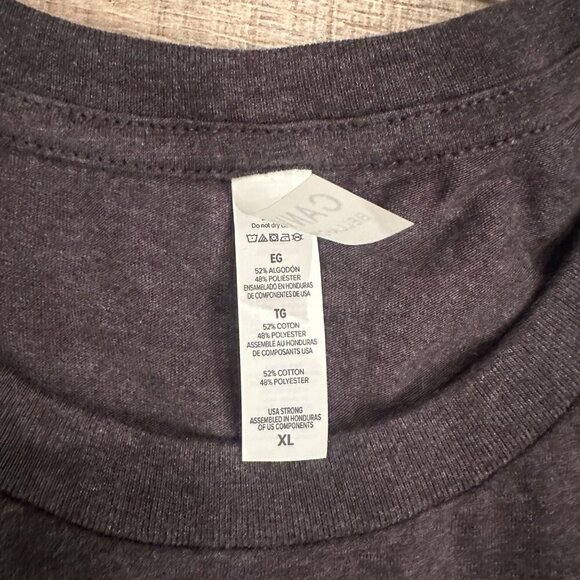 CAN
Do not dry
EG
52% ALGODÓN
48% POLIÉSTER
ENSAMBLADO EN HONDURAS
DE COMPONENTES DE USA
TG
52% COTON
48% POLYESTER
ASSEMBLÉ AU HONDURAS
DE COMPOSANTS USA
52% COTTON
48% POLYESTER
USA STRONG
ASSEMBLED IN HONDURAS
OF US COMPONENTS
XL